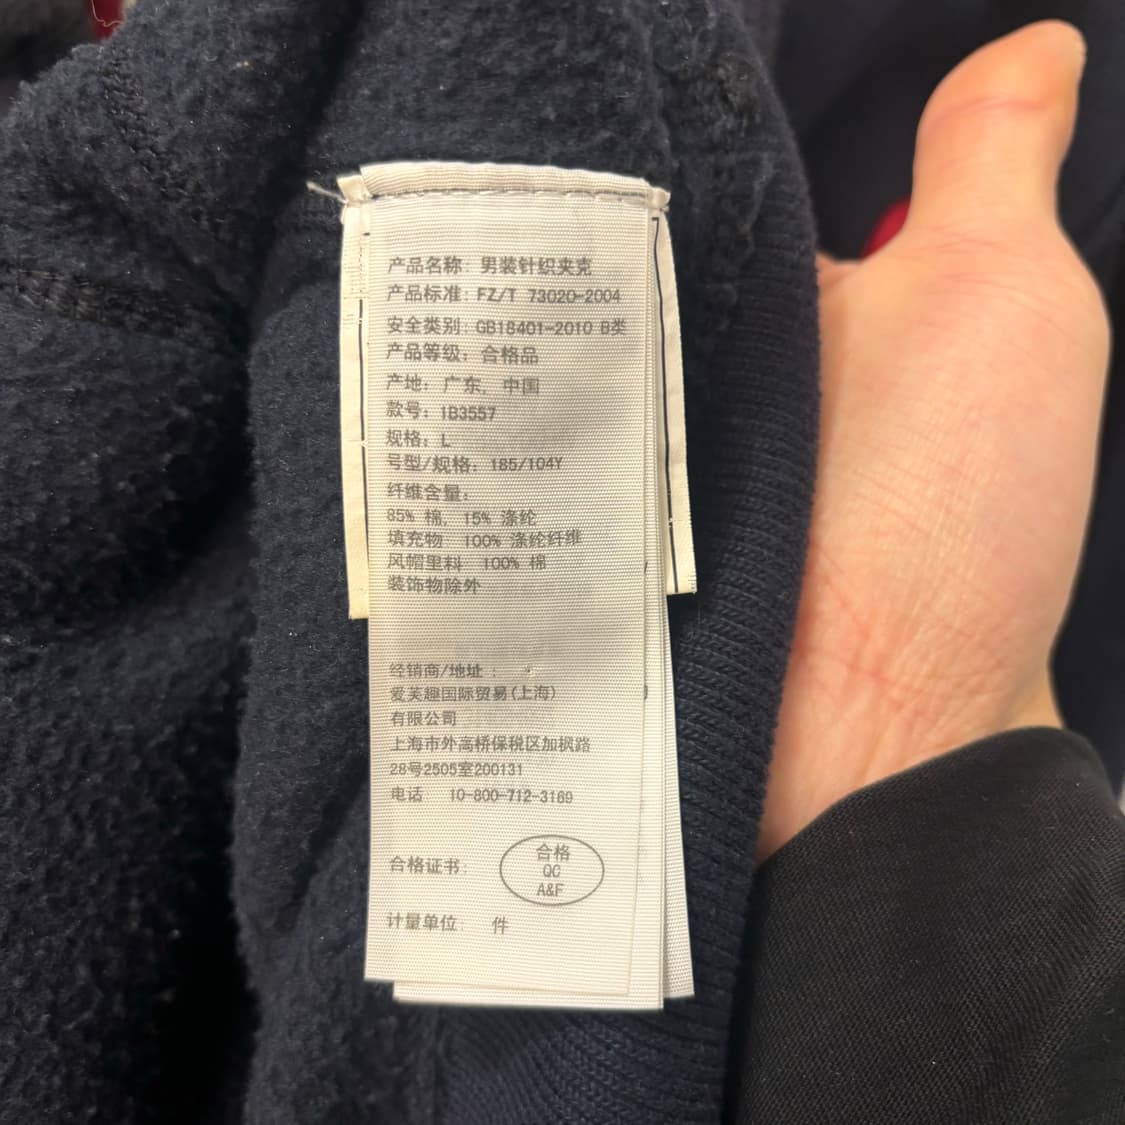 产品名称: 男装针织夹克
产品标准: FZ/T 73020-2004
安全类别: GB18401-2010 B类
产品等级: 合格品
产地: 广东, 中国
款号: IB3557
规格: L
号型/规格: 185/104Y
纤维含量:
85% 棉, 15% 涤纶
填充物 100% 涤纶纤维
风帽里料 100% 棉
装饰物除外
经销商/地址 :
爱芙趣国际贸易(上海)
有限公司
上海市外高桥保税区加枫路
28号2505室200131
电话 10-800-712-3169
合格证书:
合格
QC
A&F
计量单位: 件